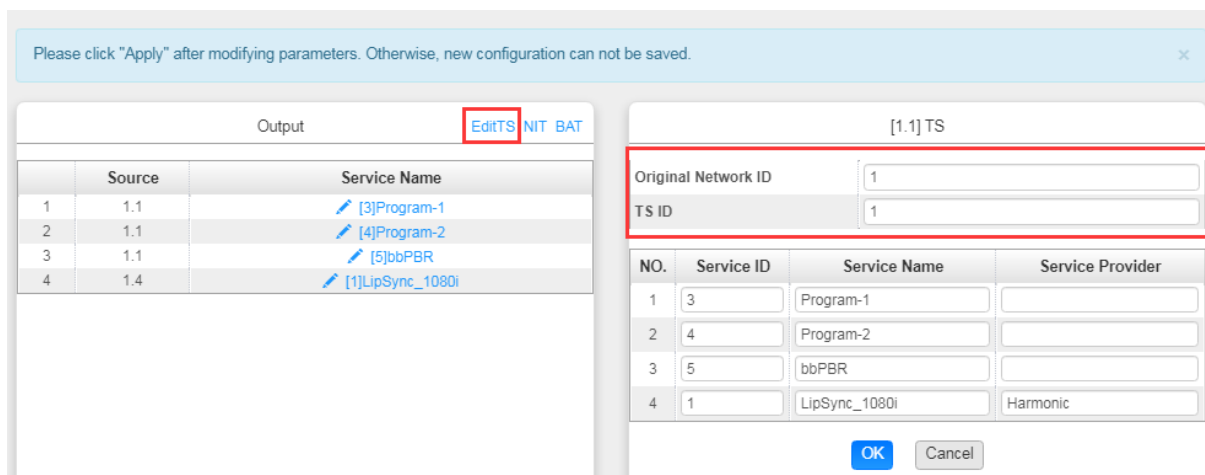 Please click "Apply" after modifying parameters. Otherwise, new configuration can not be saved. ×
Output EditTS NIT BAT
Source Service Name
1 1.1 [3]Program-1
2 1.1 [4]Program-2
3 1.1 [5]bbPBR
4 1.4 [1]LipSync_1080i
[1.1] TS
Original Network ID 1
TS ID 1
NO. Service ID Service Name Service Provider
1 3 Program-1
2 4 Program-2
3 5 bbPBR
4 1 LipSync_1080i Harmonic
OK Cancel